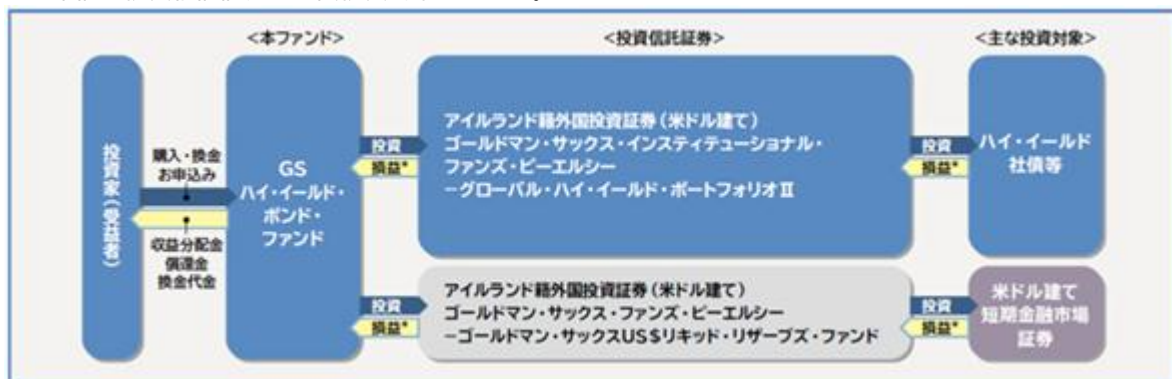 <本ファンド>
<投資信託証券>
<主な投資対象>
投資家(受益者)
購入・換金
お申込み
収益分配金
償還金
換金代金
GS
ハイ・イールド・
ボンド・
ファンド
投資
損益*
アイルランド籍外国投資証券(米ドル建て)
ゴールドマン・サックス・インスティテューショナル・
ファンズ・ピーエルシー
ーグローバル・ハイ・イールド・ポートフォリオⅡ
投資
損益*
ハイ・イールド
社債等
投資
損益*
アイルランド籍外国投資証券(米ドル建て)
ゴールドマン・サックス・ファンズ・ピーエルシー
ーゴールドマン・サックスUS$リキッド・リザーブズ・ファンド
投資
損益*
米ドル建て
短期金融市場
証券